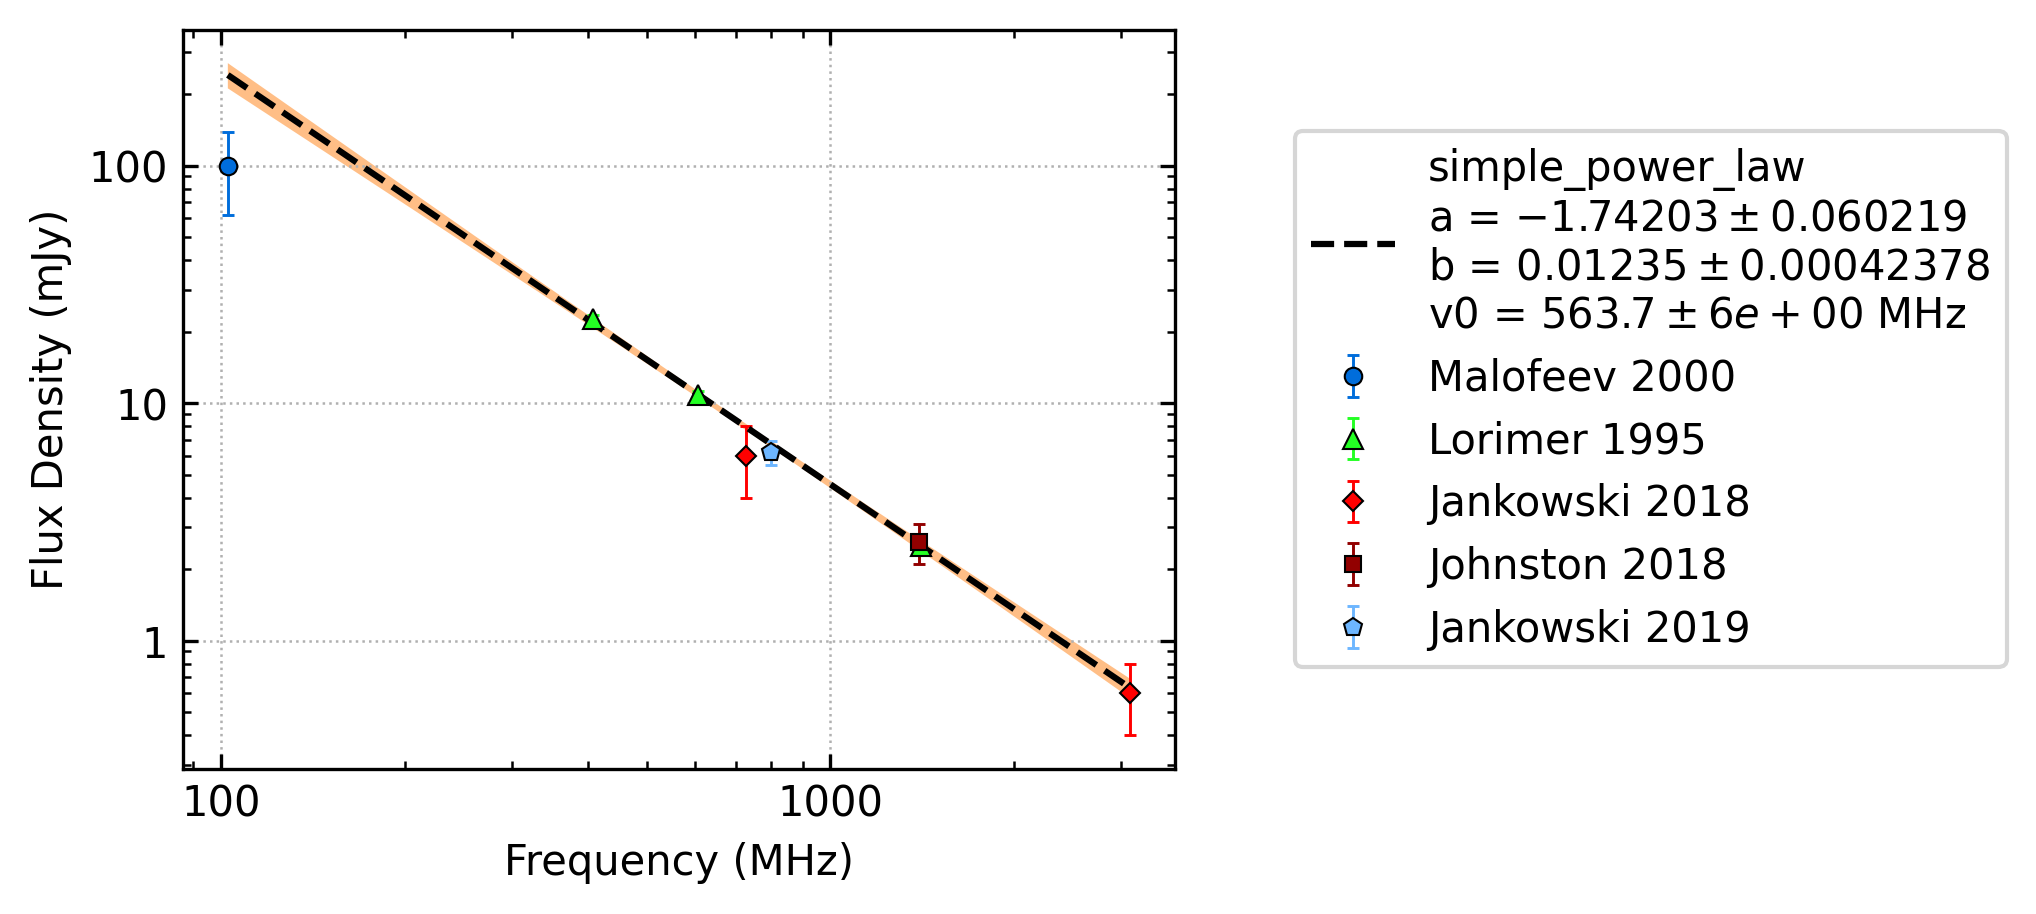 Flux Density (mJy)
100
10
1
100
1000
Frequency (MHz)
simple_power_law
a = −1.74203 ± 0.060219
b = 0.01235 ± 0.00042378
v0 = 563.7 ± 6e + 00 MHz
Malofeev 2000
Lorimer 1995
Jankowski 2018
Johnston 2018
Jankowski 2019